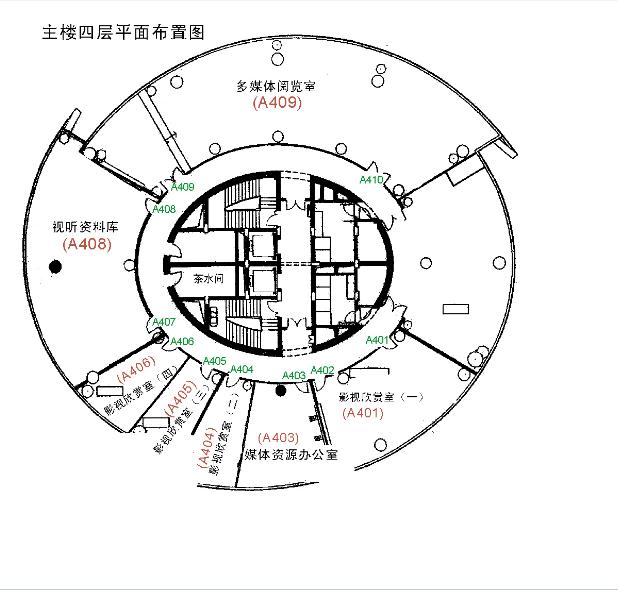 主楼四层平面布置图
多媒体阅览室
(A409)
A409
A410
A408
视听资料库
(A408)
茶水间
A407
A406
A401
A405
A404
A403
A402
(A406)
影视欣赏室（四）
(A405)
影视欣赏室（三）
(A404)
影视欣赏室（二）
(A403)
媒体资源办公室
影视欣赏室（一）
(A401)